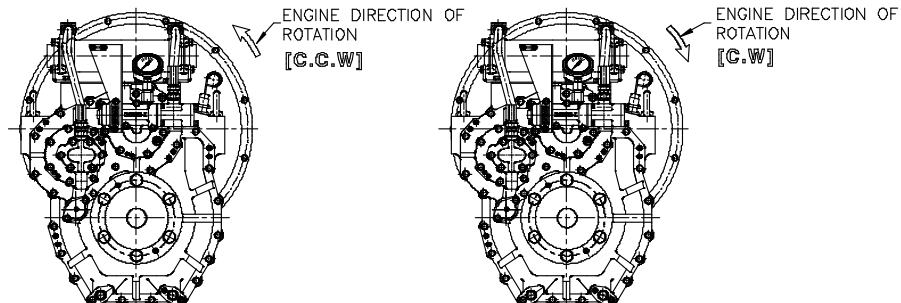 ENGINE DIRECTION OF
ROTATION
[C.C.W]
ENGINE DIRECTION OF
ROTATION
[C.W]